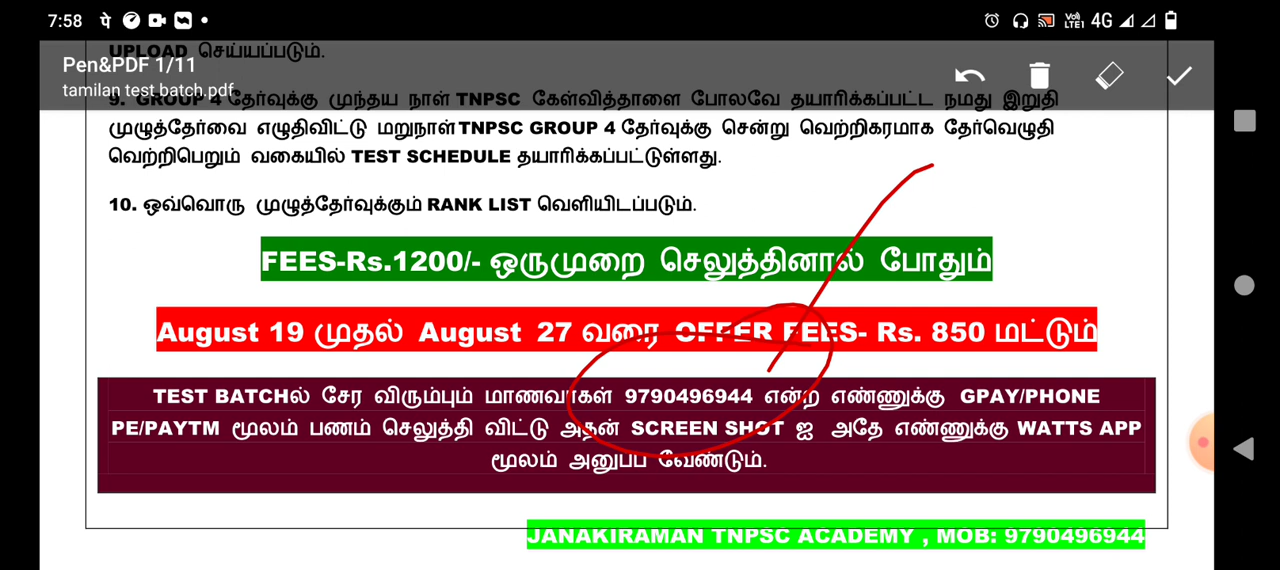 7:58
VoD LTE1 4G
UPLOAD செய்யப்படும்.
Pen&PDF 1/11
tamilan test batch.pdf
9. GROUP 4 தேர்வுக்கு முந்தய நாள் TNPSC கேள்வித்தாளை போலவே தயாரிக்கப்பட்ட நமது இறுதி
முழுத்தேர்வை எழுதிவிட்டு மறுநாள் TNPSC GROUP 4 தேர்வுக்கு சென்று வெற்றிகரமாக தேர்வெழுதி
வெற்றிபெறும் வகையில் TEST SCHEDULE தயாரிக்கப்பட்டுள்ளது.
10. ஒவ்வொரு முழுத்தேர்வுக்கும் RANK LIST வெளியிடப்படும்.
FEES-Rs.1200/- ஒருமுறை செலுத்தினால் போதும்
August 19 முதல் August 27 வரை OFFER FEES- Rs. 850 மட்டும்
TEST BATCHல் சேர விரும்பும் மாணவர்கள் 9790496944 என்ற எண்ணுக்கு GPAY/PHONE
PE/PAYTM மூலம் பணம் செலுத்தி விட்டு அதன் SCREEN SHOT ஐ அதே எண்ணுக்கு WATTS APP
மூலம் அனுப்ப வேண்டும்.
JANAKIRAMAN TNPSC ACADEMY , MOB: 9790496944